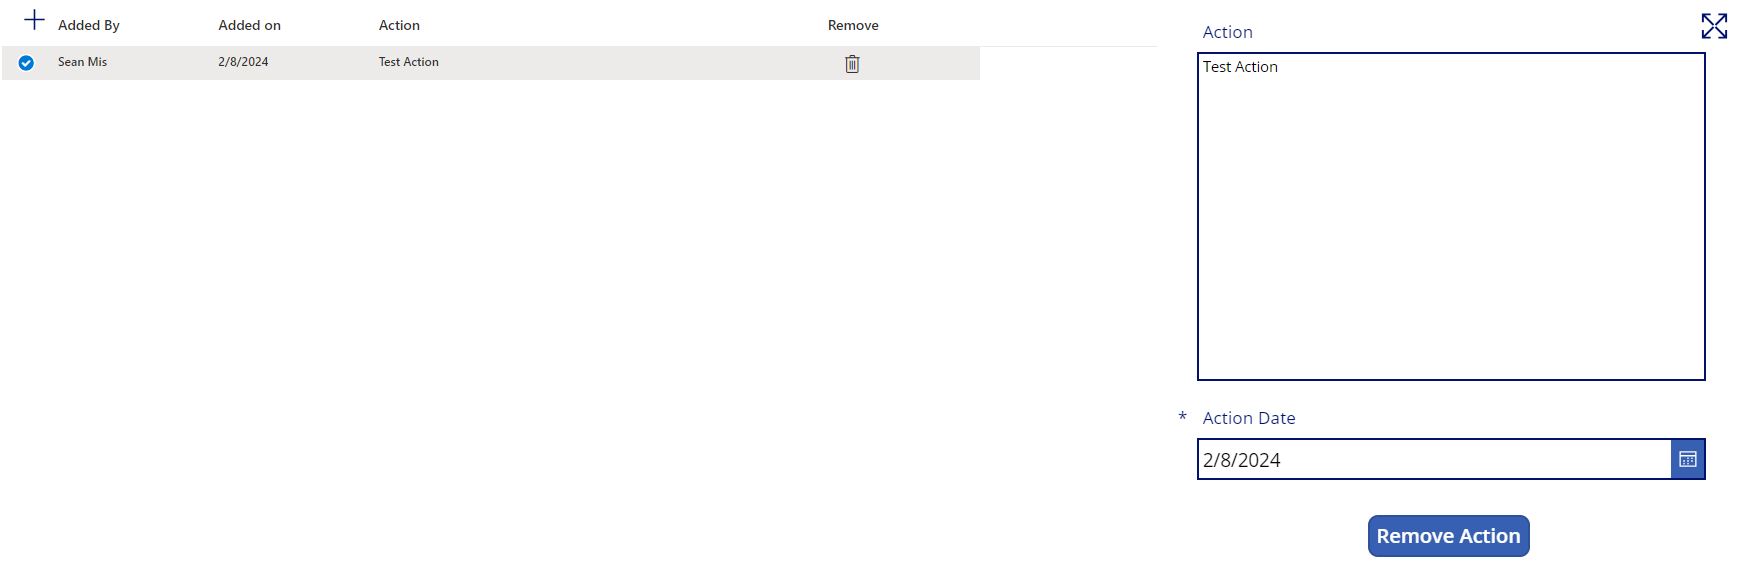 Added By Added on Action Remove
Sean Mis 2/8/2024 Test Action
Action
Test Action
* Action Date
2/8/2024
Remove Action